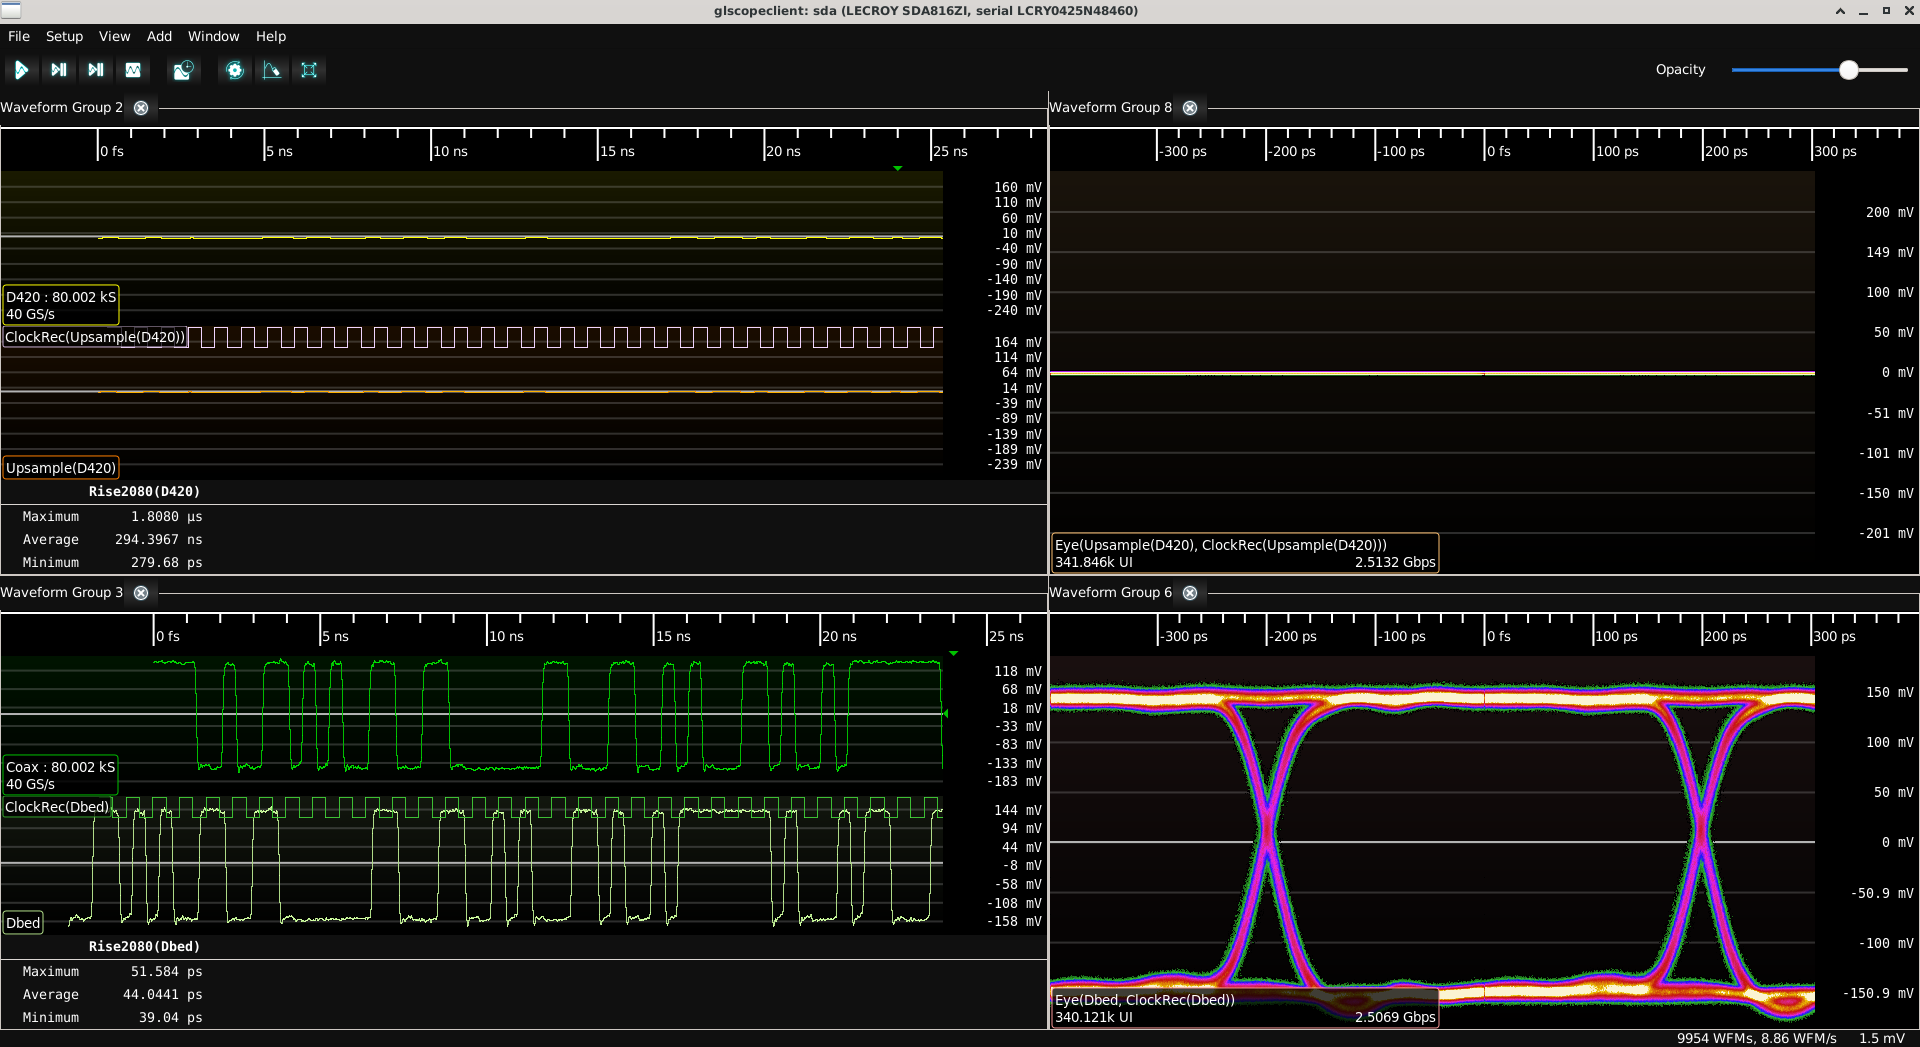 glscopeclient: sda (LECROY SDA816ZI, serial LCRY0425N48460)
File Setup View Add Window Help
Opacity
Waveform Group 2
0 fs 5 ns 10 ns 15 ns 20 ns 25 ns
160 mV
110 mV
60 mV
10 mV
-40 mV
-90 mV
-140 mV
-190 mV
-240 mV
D420 : 80.002 kS
40 GS/s
ClockRec(Upsample(D420))
164 mV
114 mV
64 mV
14 mV
-39 mV
-89 mV
-139 mV
-189 mV
-239 mV
Upsample(D420)
Rise2080(D420)
Maximum 1.8080 µs
Average 294.3967 ns
Minimum 279.68 ps
Waveform Group 8
-300 ps -200 ps -100 ps 0 fs 100 ps 200 ps 300 ps
200 mV
149 mV
100 mV
50 mV
0 mV
-51 mV
-101 mV
-150 mV
-201 mV
Eye(Upsample(D420), ClockRec(Upsample(D420)))
341.846k UI 2.5132 Gbps
Waveform Group 3
0 fs 5 ns 10 ns 15 ns 20 ns 25 ns
118 mV
68 mV
18 mV
-33 mV
-83 mV
-133 mV
-183 mV
Coax : 80.002 kS
40 GS/s
ClockRec(Dbed)
144 mV
94 mV
44 mV
-8 mV
-58 mV
-108 mV
-158 mV
Dbed
Rise2080(Dbed)
Maximum 51.584 ps
Average 44.0441 ps
Minimum 39.04 ps
Waveform Group 6
-300 ps -200 ps -100 ps 0 fs 100 ps 200 ps 300 ps
150 mV
100 mV
50 mV
0 mV
-50.9 mV
-100 mV
-150.9 mV
Eye(Dbed, ClockRec(Dbed))
340.121k UI 2.5069 Gbps
9954 WFMs, 8.86 WFM/s 1.5 mV